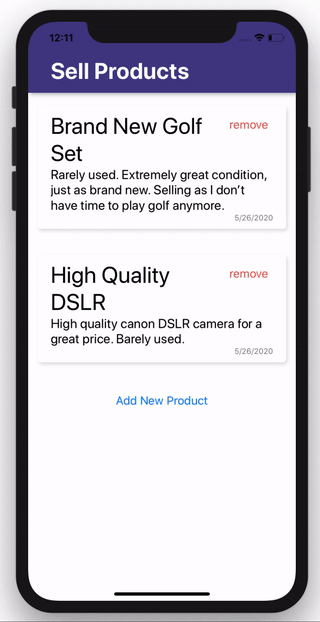 12:11
Sell Products
Brand New Golf
Set
remove
Rarely used. Extremely great condition,
just as brand new. Selling as I don't
have time to play golf anymore.
5/26/2020
High Quality
DSLR
remove
High quality canon DSLR camera for a
great price. Barely used.
5/26/2020
Add New Product